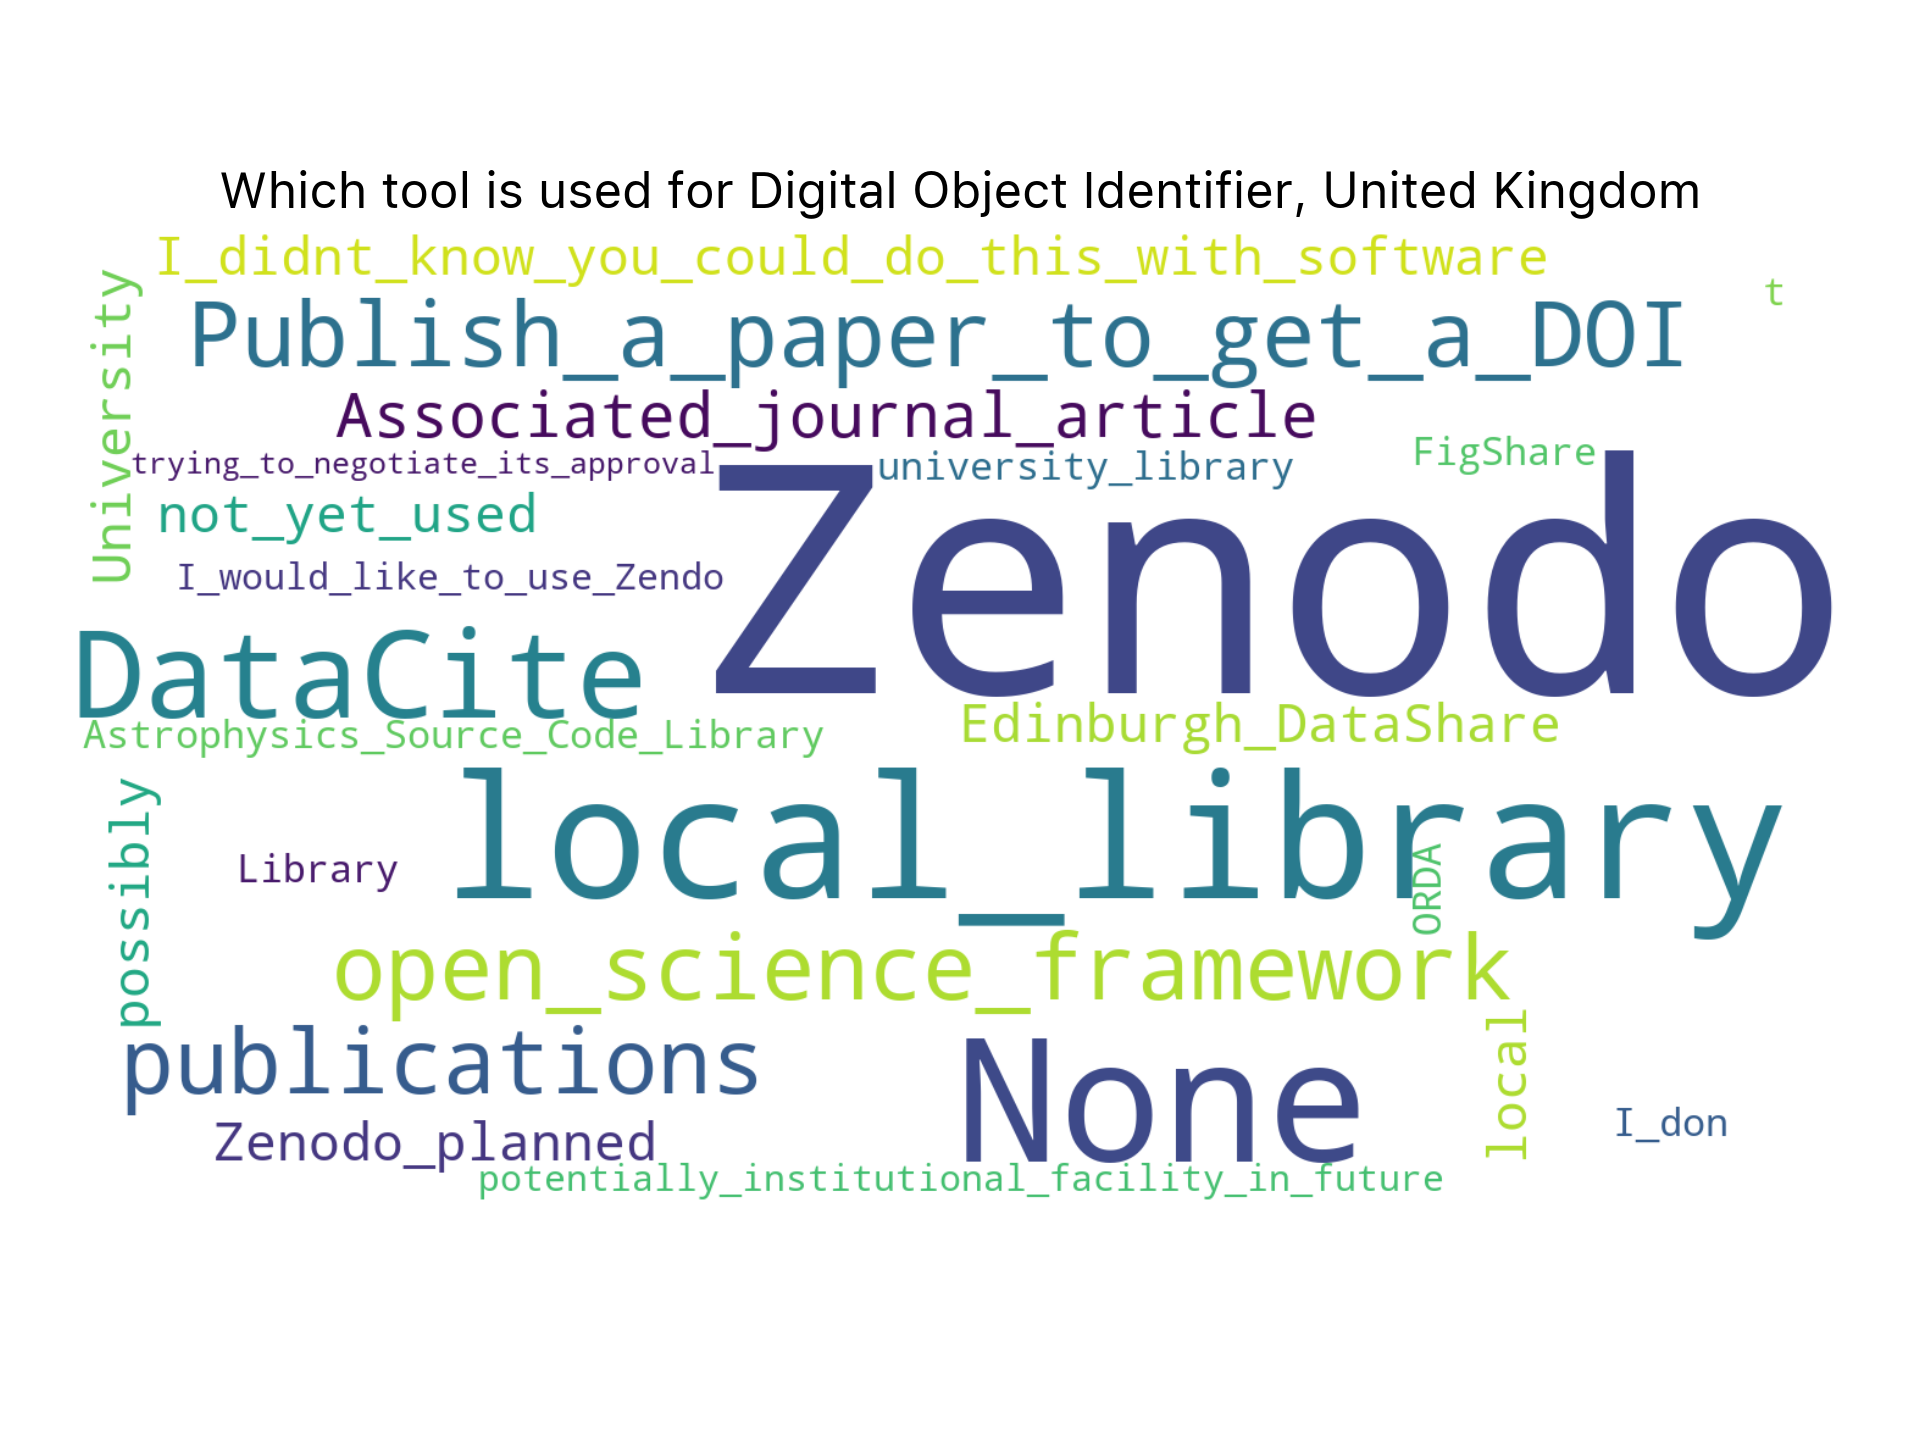 Which tool is used for Digital Object Identifier, United Kingdom
I_didnt_know_you_could_do_this_with_software
t
University
Publish_a_paper_to_get_a_DOI
Associated_journal_article
trying_to_negotiate_its_approval
university_library
FigShare
Zenodo
not_yet_used
I_would_like_to_use_Zendo
DataCite
Astrophysics_Source_Code_Library
Edinburgh_DataShare
possibly
Library
local_library
ORDA
open_science_framework
publications
None
local
I_don
Zenodo_planned
potentially_institutional_facility_in_future